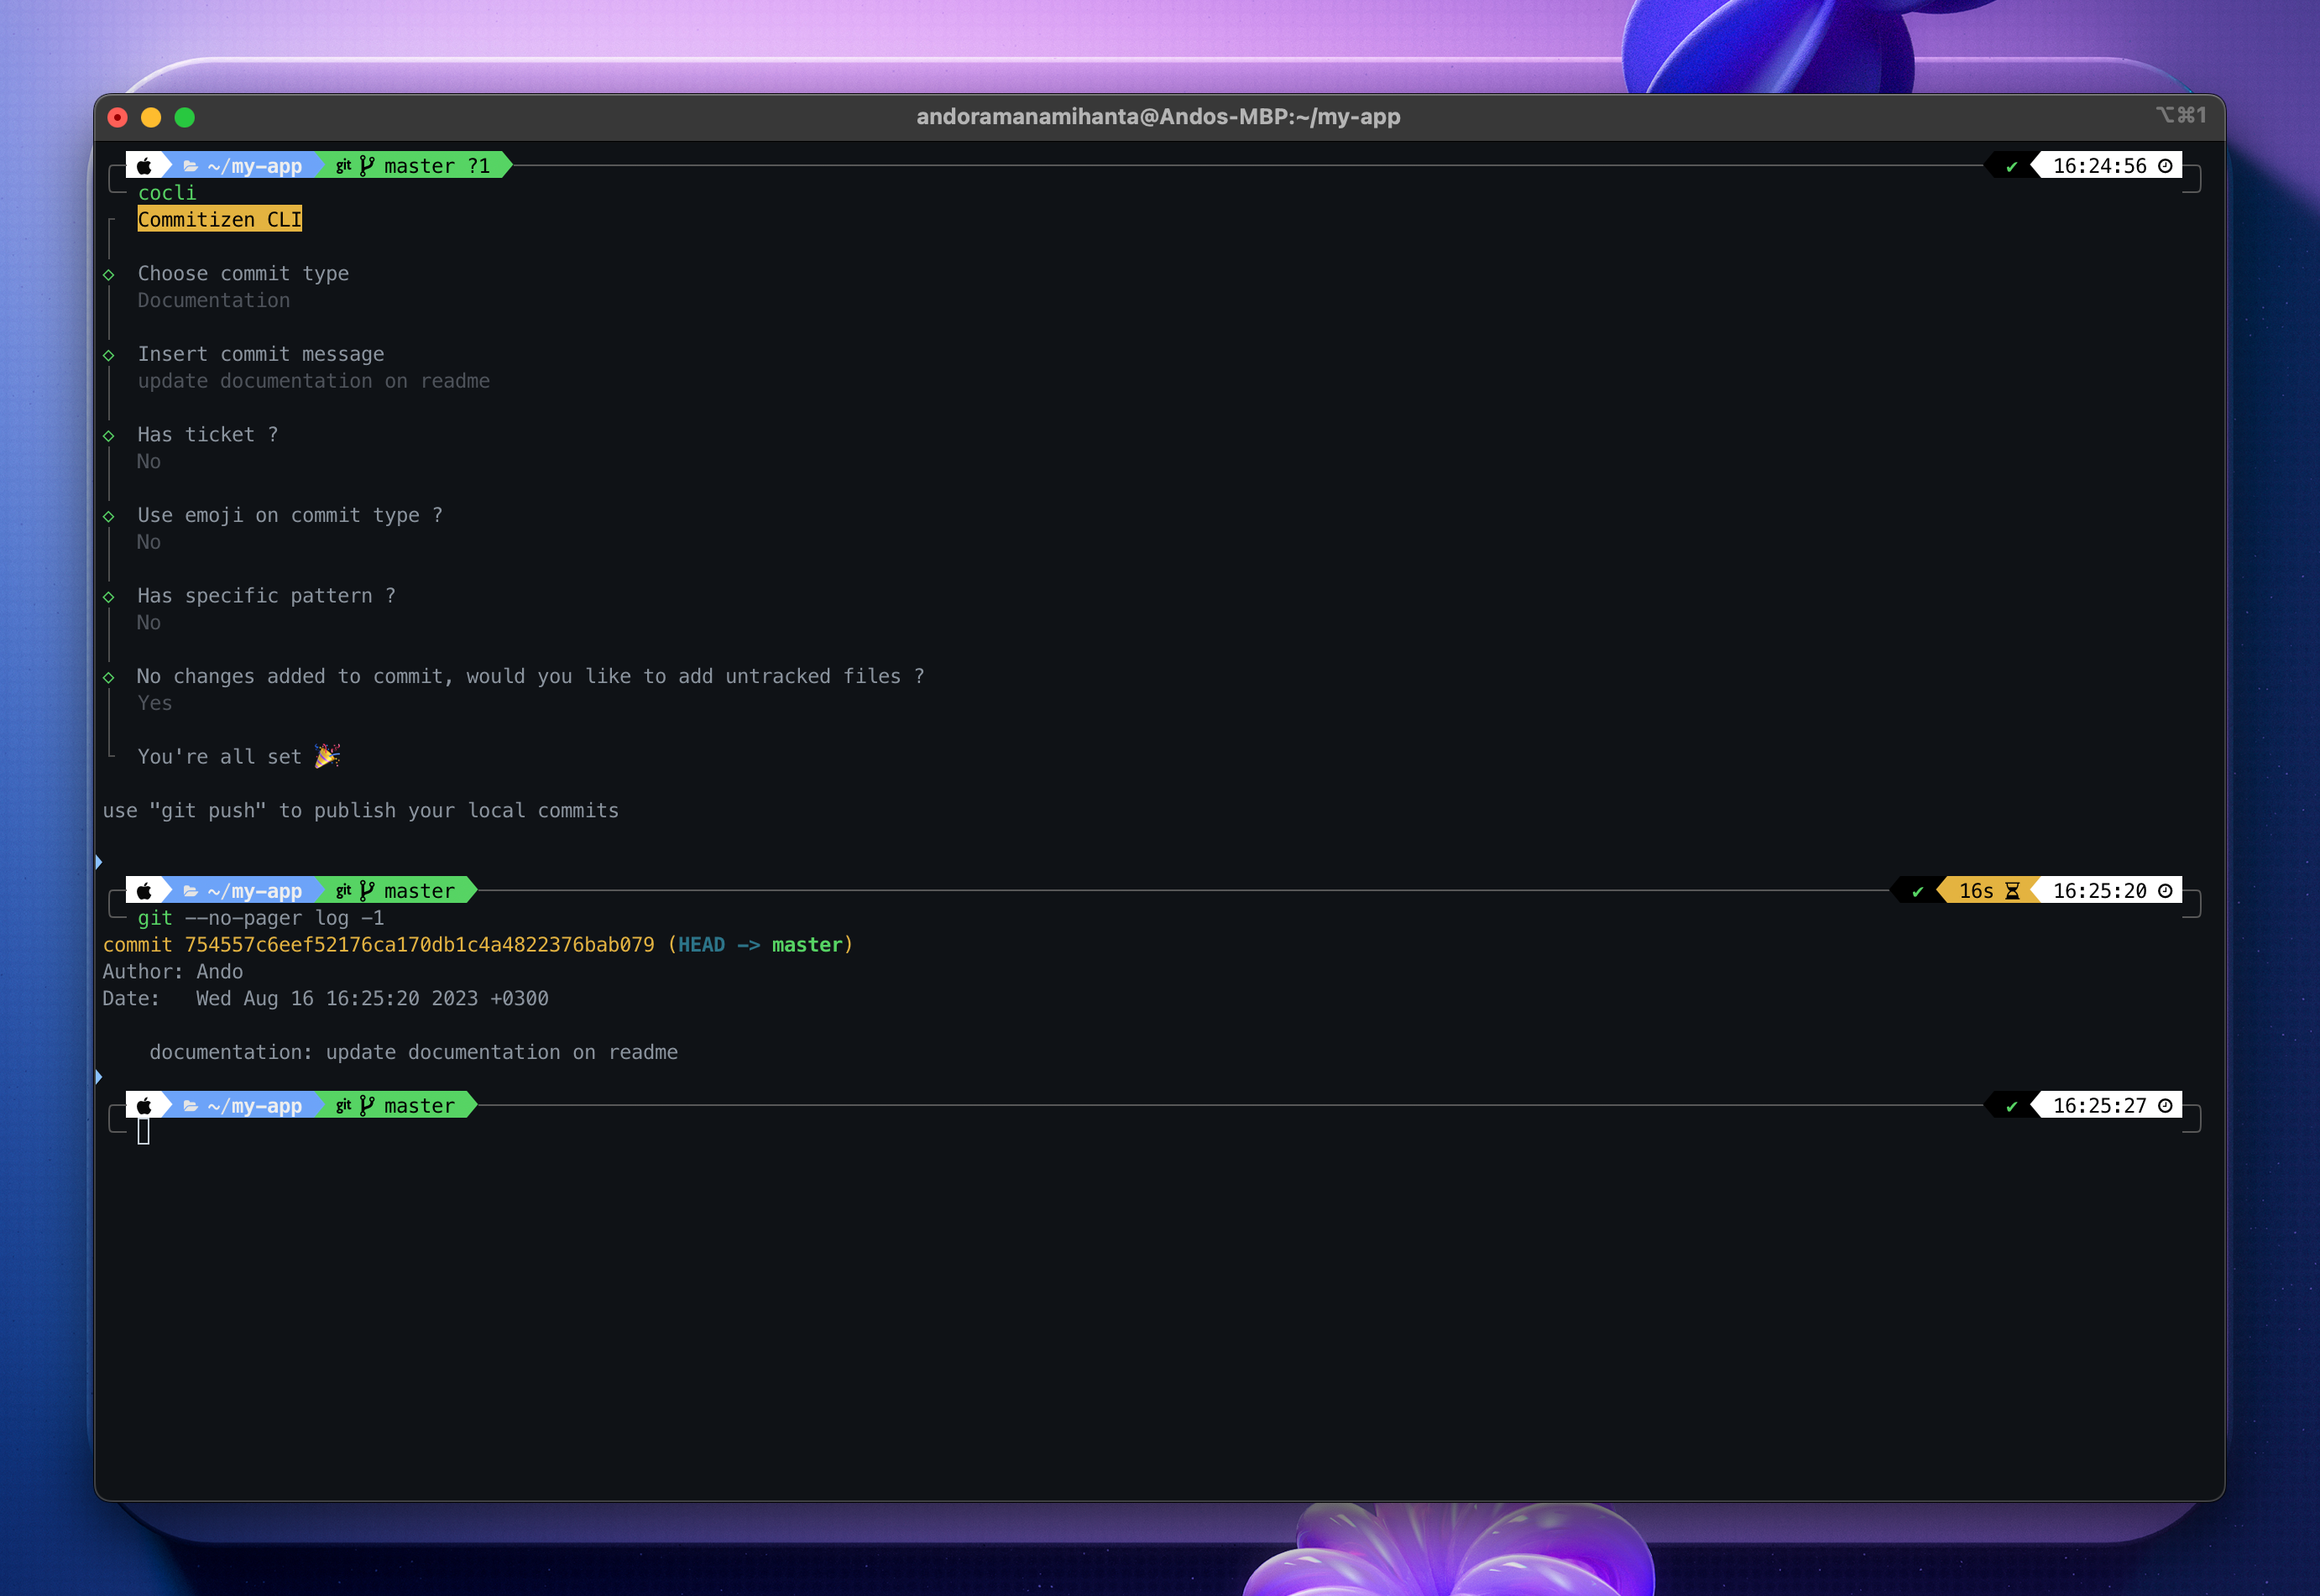 andoramanamihanta@Andos-MBP:~/my-app ⌥⌘1
~/my-app git master ?1 ✔ 16:24:56
cocli
Commitizen CLI
Choose commit type
Documentation
Insert commit message
update documentation on readme
Has ticket ?
No
Use emoji on commit type ?
No
Has specific pattern ?
No
No changes added to commit, would you like to add untracked files ?
Yes
You're all set 🎉
use "git push" to publish your local commits
~/my-app git master ✔ 16s 16:25:20
git --no-pager log -1
commit 754557c6eef52176ca170db1c4a4822376bab079 (HEAD -> master)
Author: Ando
Date:   Wed Aug 16 16:25:20 2023 +0300
documentation: update documentation on readme
~/my-app git master ✔ 16:25:27